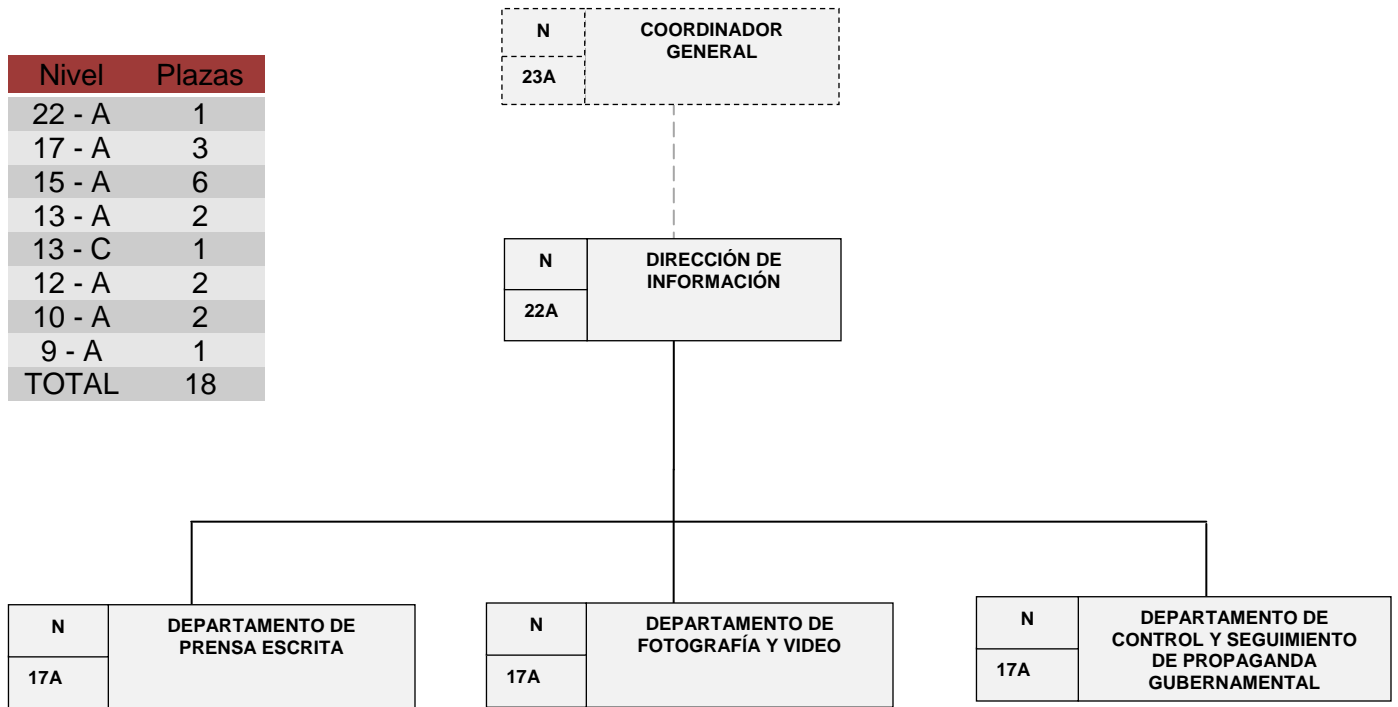 Nivel Plazas
22 - A 1
17 - A 3
15 - A 6
13 - A 2
13 - C 1
12 - A 2
10 - A 2
9 - A 1
TOTAL 18
N
23A
COORDINADOR
GENERAL
N
22A
DIRECCIÓN DE
INFORMACIÓN
N
17A
DEPARTAMENTO DE
PRENSA ESCRITA
N
17A
DEPARTAMENTO DE
FOTOGRAFÍA Y VIDEO
N
17A
DEPARTAMENTO DE
CONTROL Y SEGUIMIENTO
DE PROPAGANDA
GUBERNAMENTAL